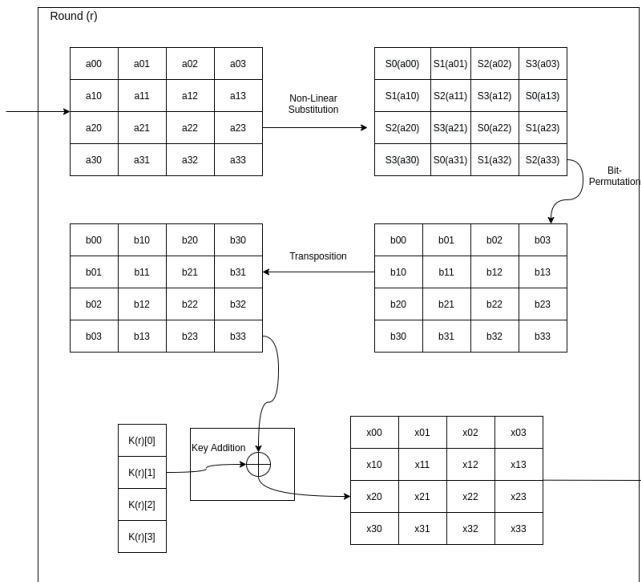 Round (r)
a00 a01 a02 a03
a10 a11 a12 a13
a20 a21 a22 a23
a30 a31 a32 a33
Non-Linear
Substitution
S0(a00) S1(a01) S2(a02) S3(a03)
S1(a10) S2(a11) S3(a12) S0(a13)
S2(a20) S3(a21) S0(a22) S1(a23)
S3(a30) S0(a31) S1(a32) S2(a33)
Bit-
Permutation
b00 b10 b20 b30
b01 b11 b21 b31
b02 b12 b22 b32
b03 b13 b23 b33
Transposition
b00 b01 b02 b03
b10 b11 b12 b13
b20 b21 b22 b23
b30 b31 b32 b33
K(r)[0]
K(r)[1]
K(r)[2]
K(r)[3]
Key Addition
x00 x01 x02 x03
x10 x11 x12 x13
x20 x21 x22 x23
x30 x31 x32 x33